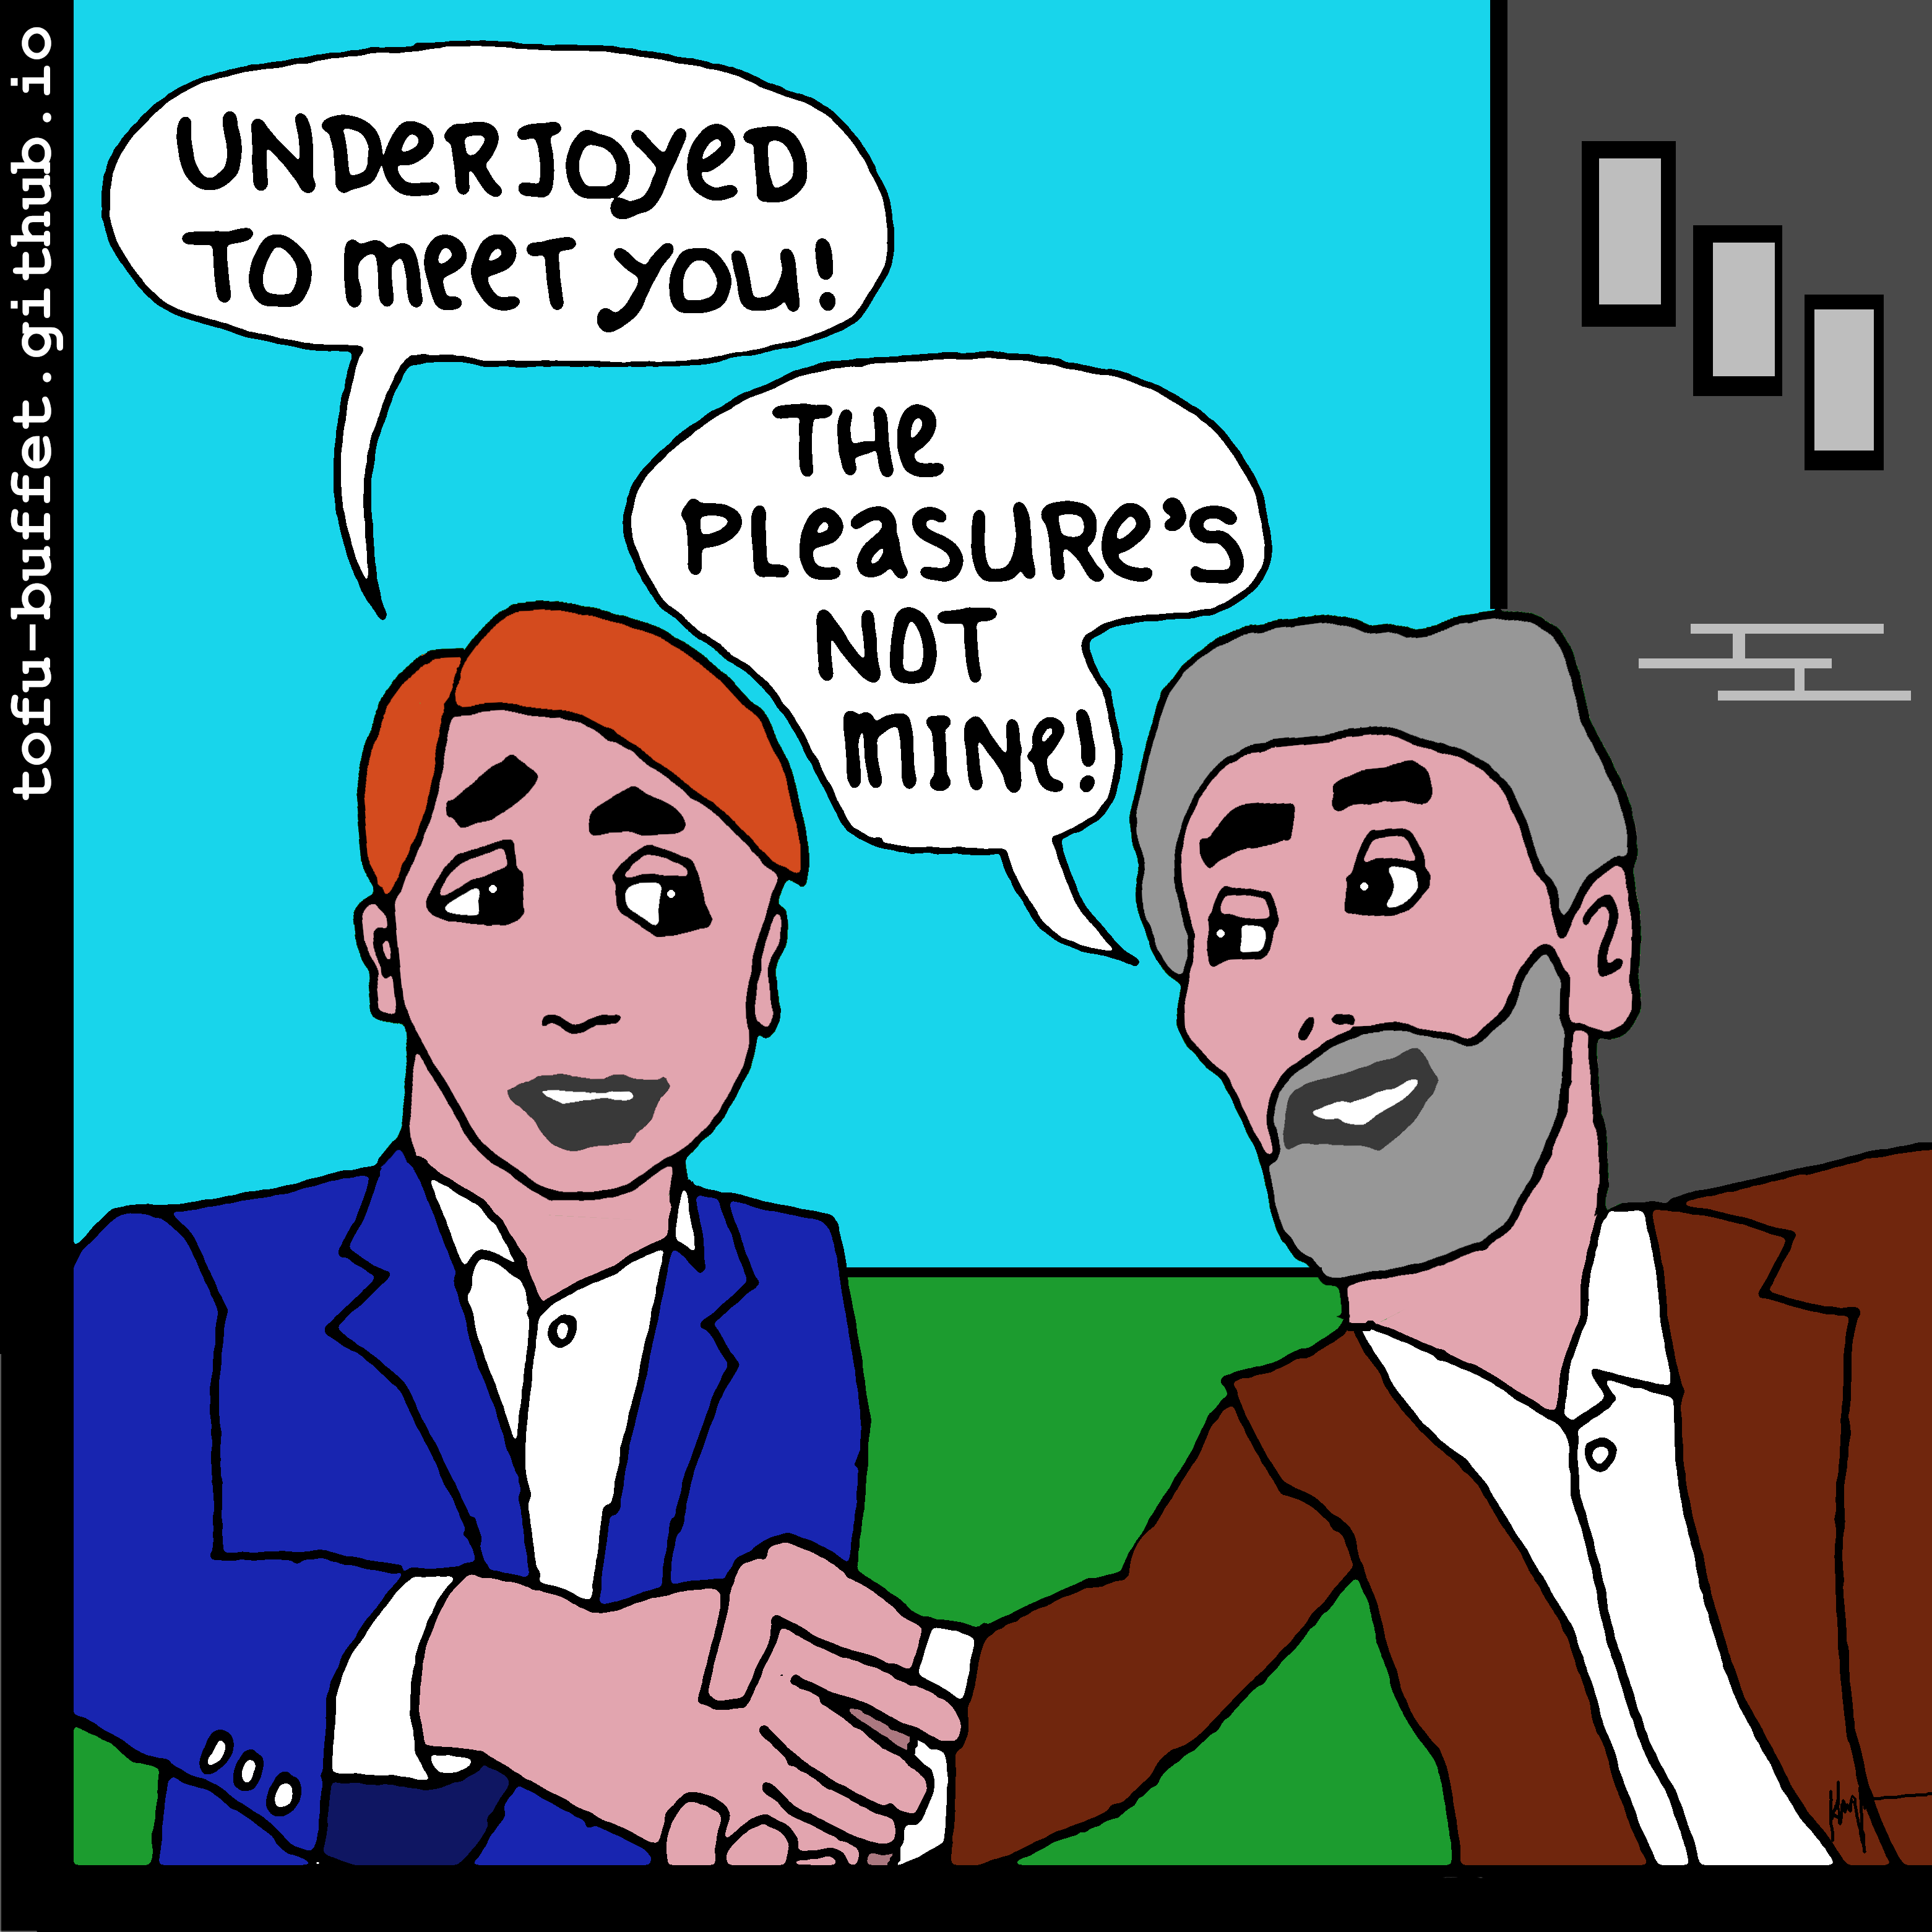 tofu-buffet.github.io
UNDERJOYED
TO MEET YOU!
THE
PLEASURE'S
NOT
MINE!